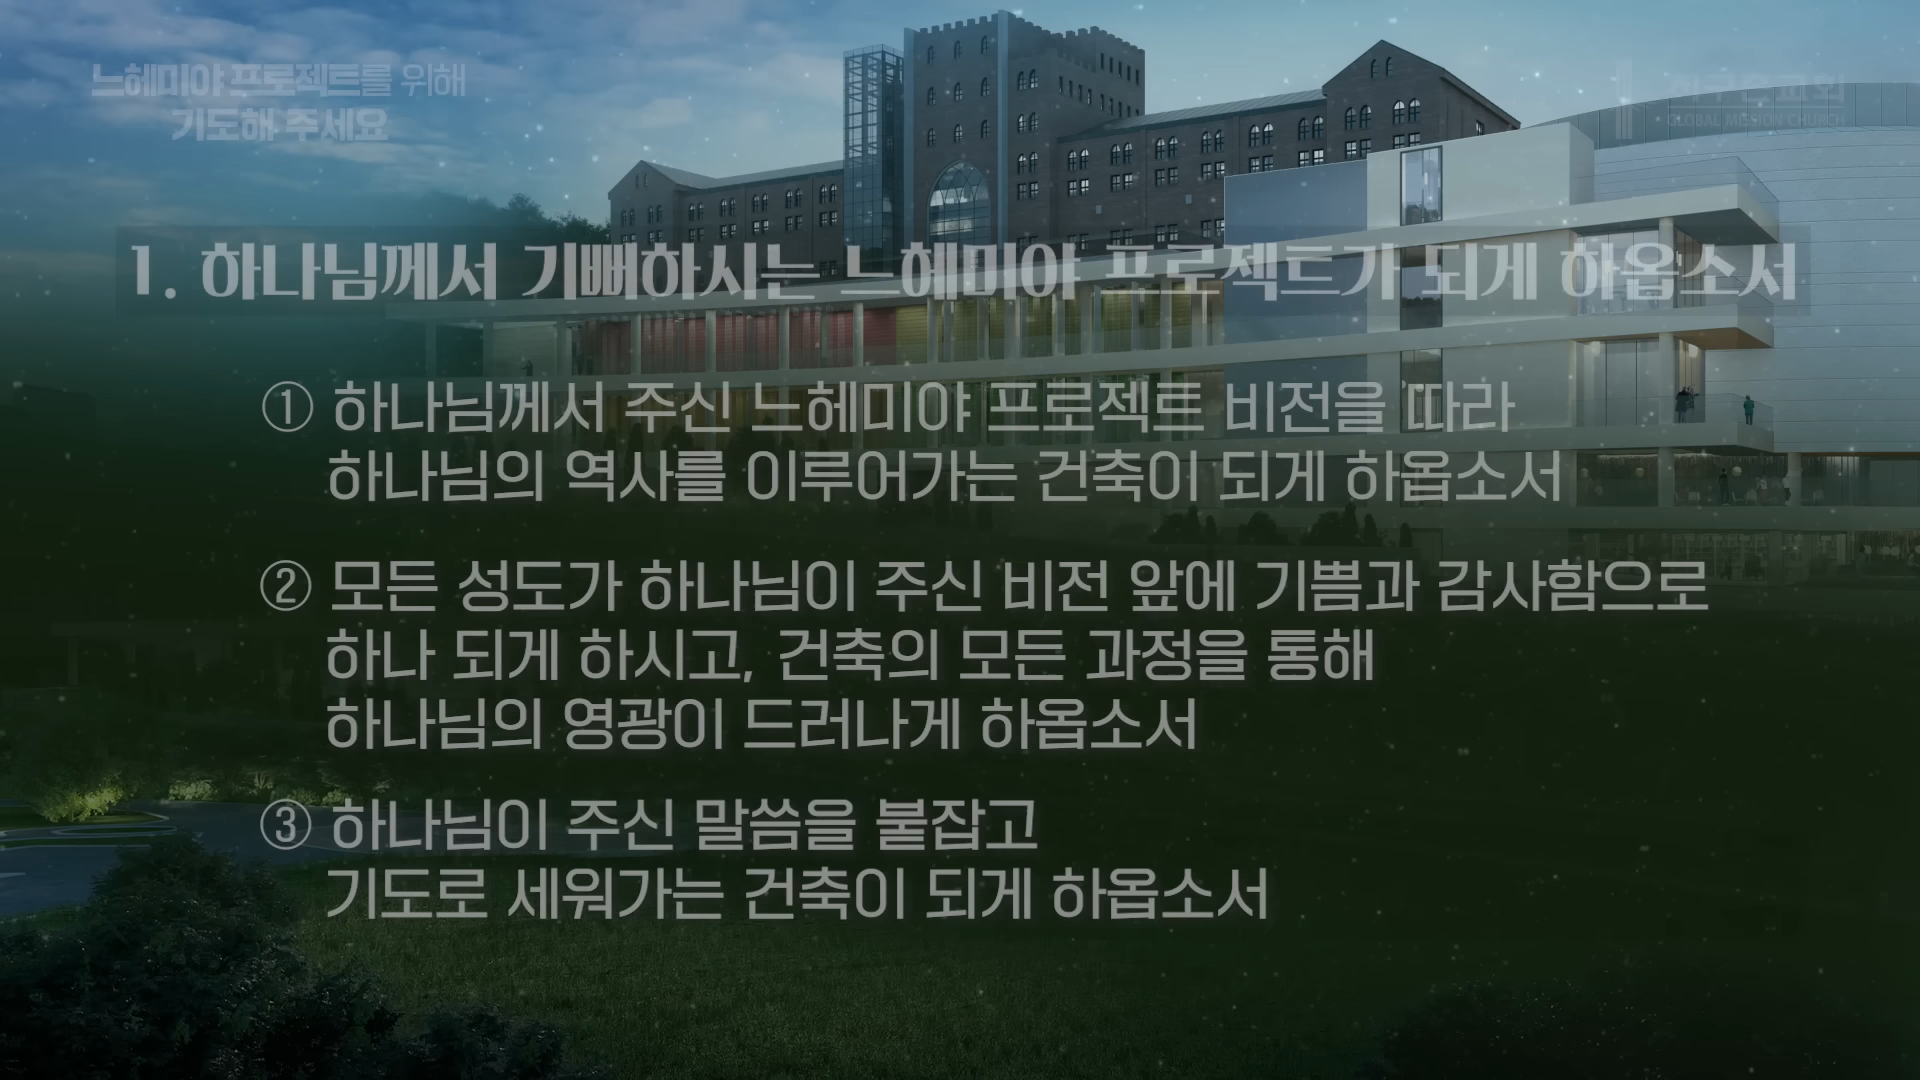 느헤미야 프로젝트를 위해
기도해 주세요
지구촌교회
GLOBAL MISSION CHURCH
1. 하나님께서 기뻐하시는 느헤미야 프로젝트가 되게 하옵소서
① 하나님께서 주신 느헤미야 프로젝트 비전을 따라
하나님의 역사를 이루어가는 건축이 되게 하옵소서
② 모든 성도가 하나님이 주신 비전 앞에 기쁨과 감사함으로
하나 되게 하시고, 건축의 모든 과정을 통해
하나님의 영광이 드러나게 하옵소서
③ 하나님이 주신 말씀을 붙잡고
기도로 세워가는 건축이 되게 하옵소서